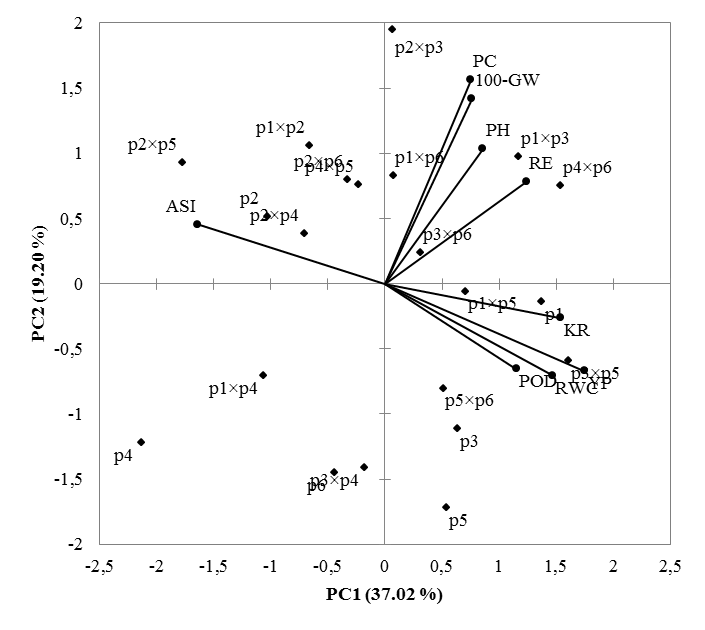 2
p2×p3
PC
1,5
100-GW
p1×p2
PH
p1×p3
p2×p5
1
p2×p6
p4×p5
p1×p6
RE
p4×p6
p2
ASI
0,5
p2×p4
p3×p6
0
p1×p5
p1
KR
-0,5
p3×p5
POD
RWC
YP
p1×p4
p5×p6
-1
p3
p4
-1,5
p3×p4
p6
p5
-2
-2,5 -2 -1,5 -1 -0,5 0 0,5 1 1,5 2 2,5
PC1 (37.02 %)
PC2 (19.20 %)